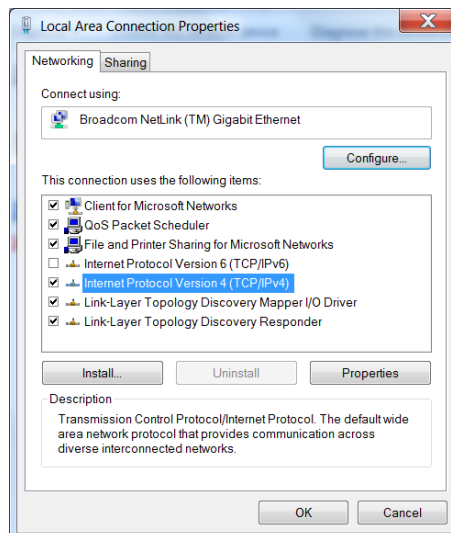 Local Area Connection Properties
Networking
Sharing
Connect using:
Broadcom NetLink (TM) Gigabit Ethernet
Configure...
This connection uses the following items:
Client for Microsoft Networks
QoS Packet Scheduler
File and Printer Sharing for Microsoft Networks
Internet Protocol Version 6 (TCP/IPv6)
Internet Protocol Version 4 (TCP/IPv4)
Link-Layer Topology Discovery Mapper I/O Driver
Link-Layer Topology Discovery Responder
Install...
Uninstall
Properties
Description
Transmission Control Protocol/Internet Protocol. The default wide
area network protocol that provides communication across
diverse interconnected networks.
OK
Cancel